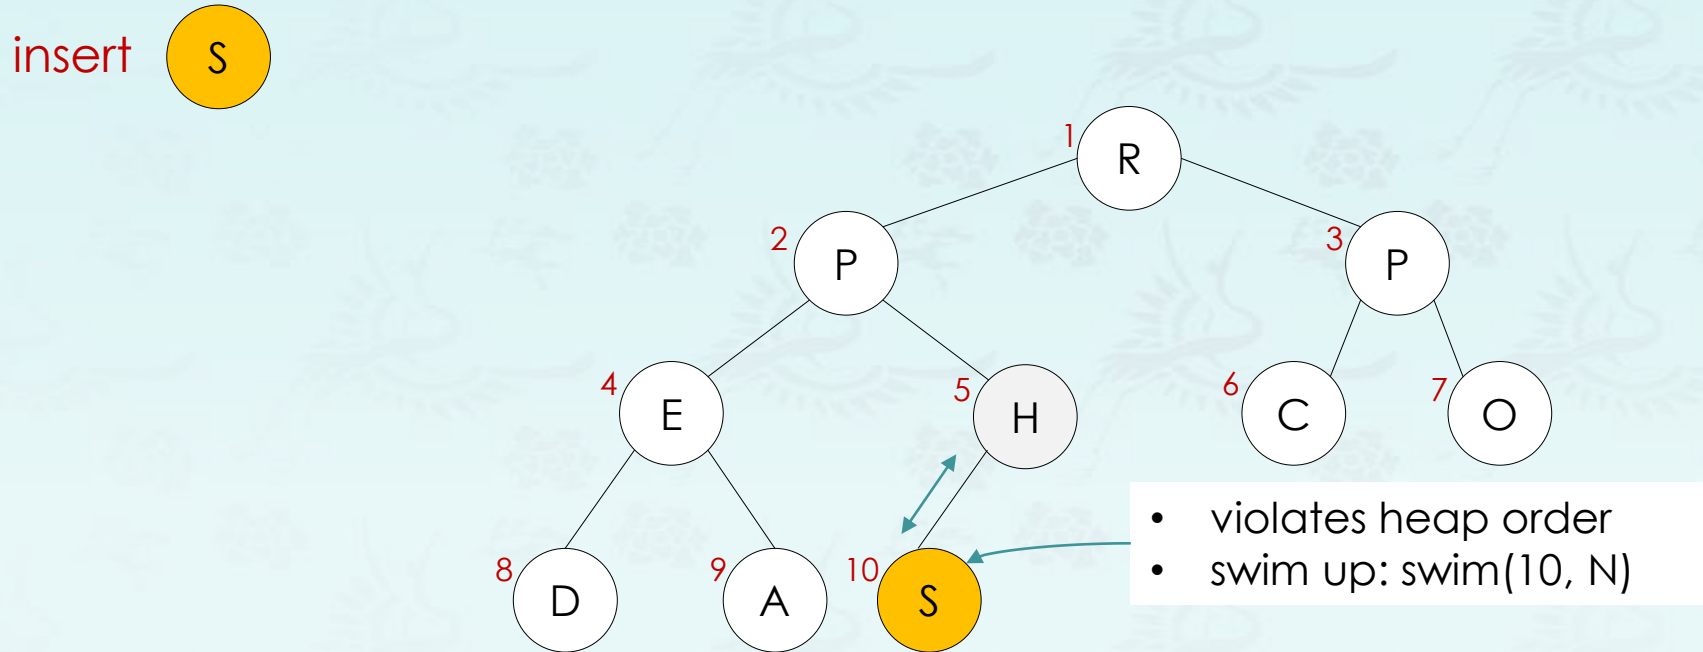 insert S
1 R
2 P 3 P
4 E 5 H 6 C 7 O
• violates heap order
• swim up: swim(10, N)
8 D 9 A 10 S